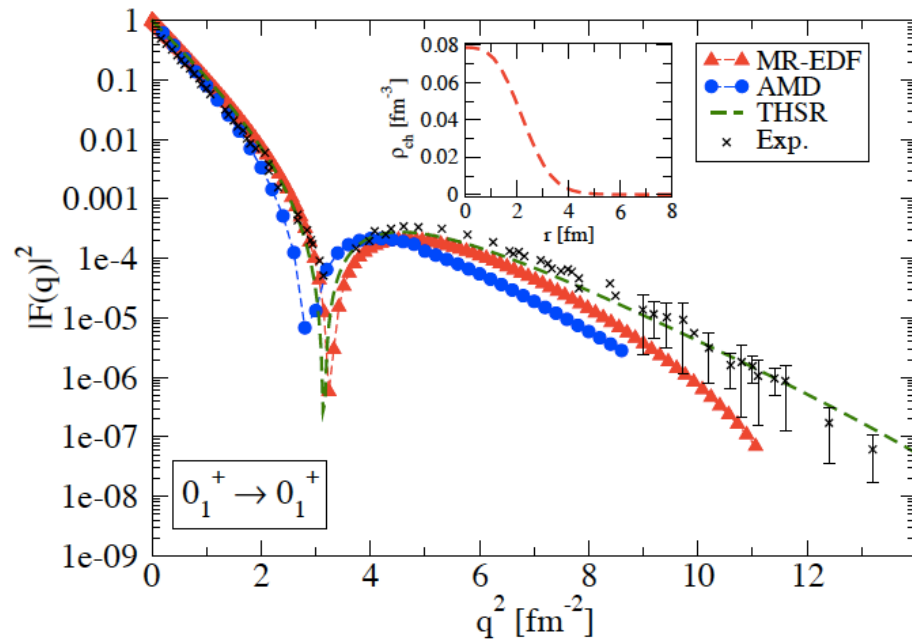 1
0.1
0.01
0.001
1e-04
1e-05
1e-06
1e-07
1e-08
1e-09
|F(q)|²
0.08
0.06
0.04
0.02
0
ρch [fm⁻³]
0 2 4 6 8
r [fm]
MR-EDF
AMD
THSR
Exp.
0₁⁺ → 0₁⁺
0 2 4 6 8 10 12 14
q² [fm⁻²]